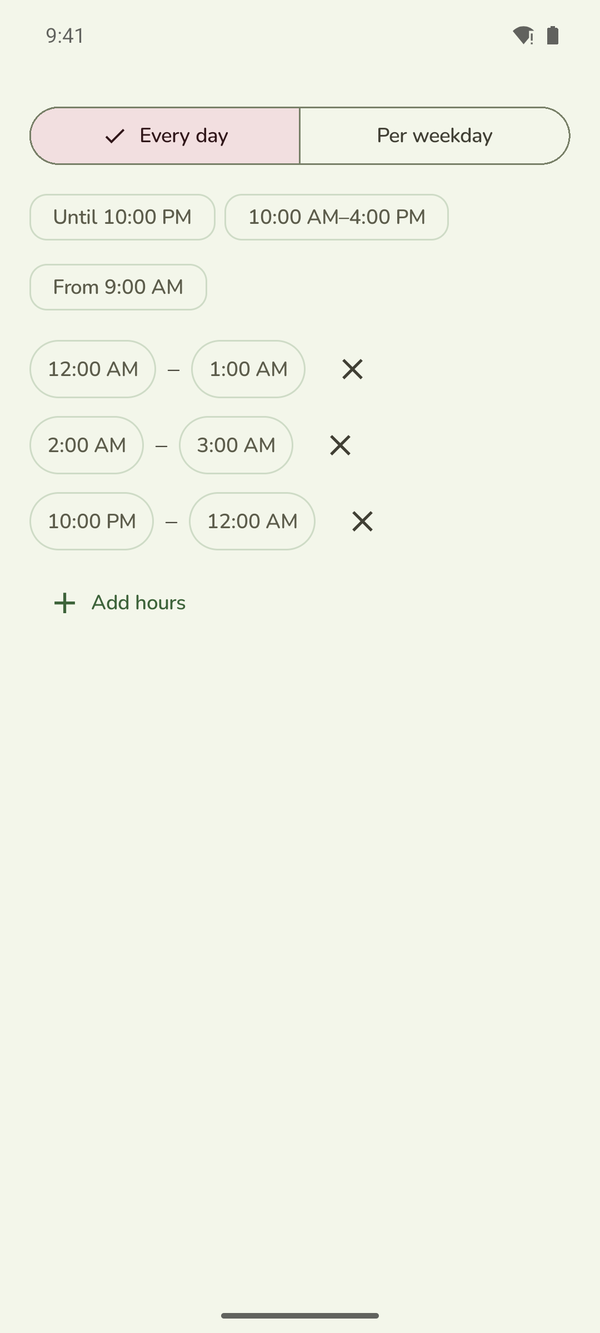 9:41
Every day Per weekday
Until 10:00 PM 10:00 AM–4:00 PM
From 9:00 AM
12:00 AM – 1:00 AM
2:00 AM – 3:00 AM
10:00 PM – 12:00 AM
Add hours